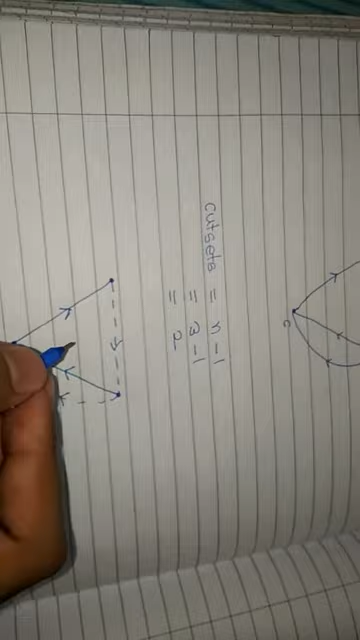 c
cutsets = n - 1
= 3 - 1
= 2